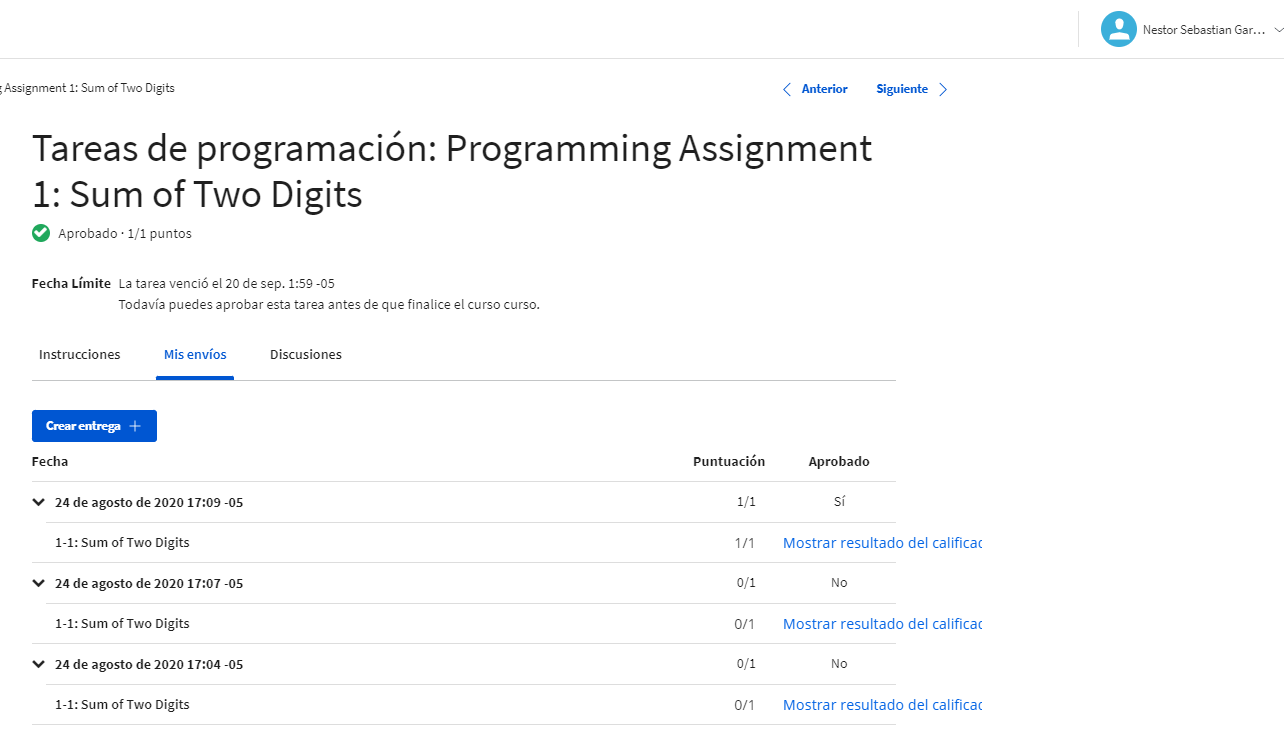 Nestor Sebastian Gar...
Assignment 1: Sum of Two Digits
Anterior
Siguiente
Tareas de programación: Programming Assignment
1: Sum of Two Digits
Aprobado · 1/1 puntos
Fecha Límite La tarea venció el 20 de sep. 1:59 -05
Todavía puedes aprobar esta tarea antes de que finalice el curso curso.
Instrucciones Mis envíos Discusiones
Crear entrega +
Fecha Puntuación Aprobado
24 de agosto de 2020 17:09 -05 1/1 Sí
1-1: Sum of Two Digits 1/1 Mostrar resultado del calificac
24 de agosto de 2020 17:07 -05 0/1 No
1-1: Sum of Two Digits 0/1 Mostrar resultado del calificac
24 de agosto de 2020 17:04 -05 0/1 No
1-1: Sum of Two Digits 0/1 Mostrar resultado del calificac